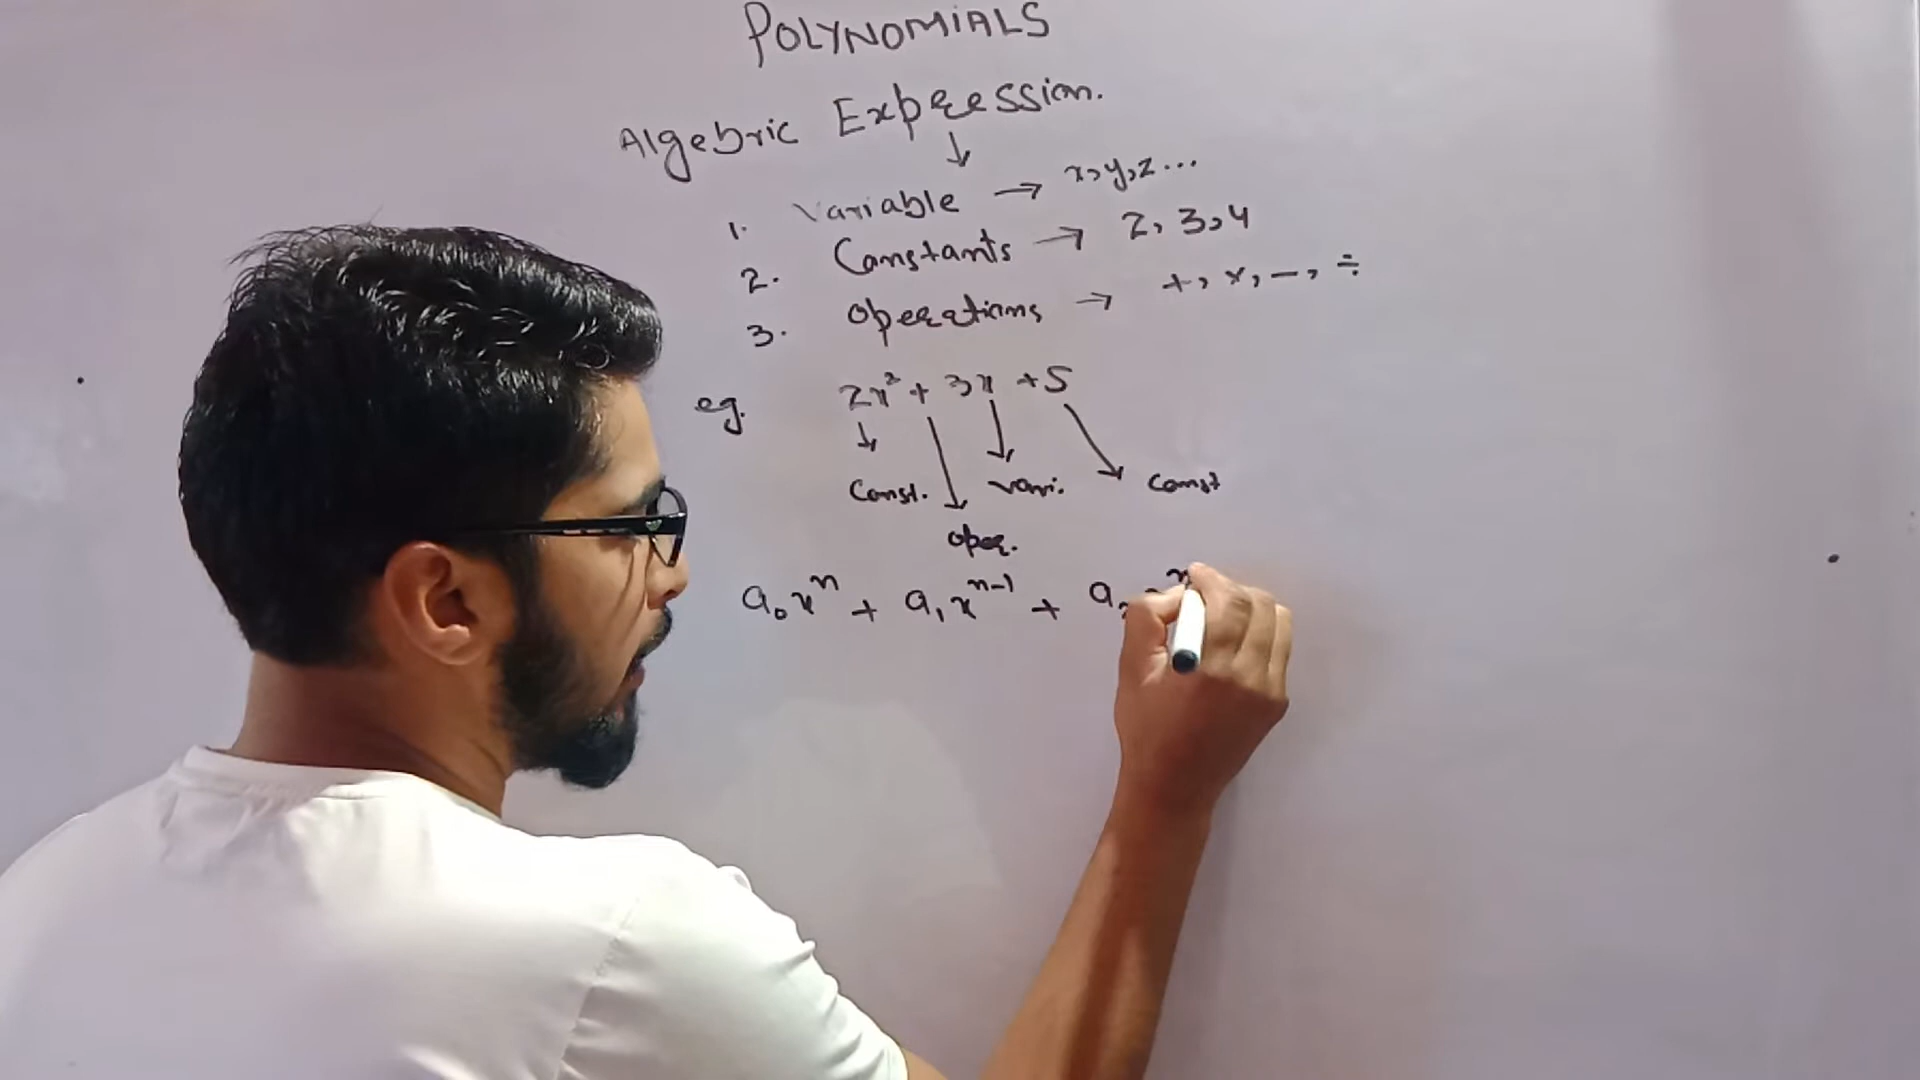 POLYNOMIALS
Algebric Expression.
↓
1. Variable → x, y, z...
2. Constants → 2, 3, 4
3. Operations → +, ×, −, ÷
eg. 2x² + 3x + 5
Const. vari. Const
oper.
a₀xⁿ + a₁xⁿ⁻¹ + a₂